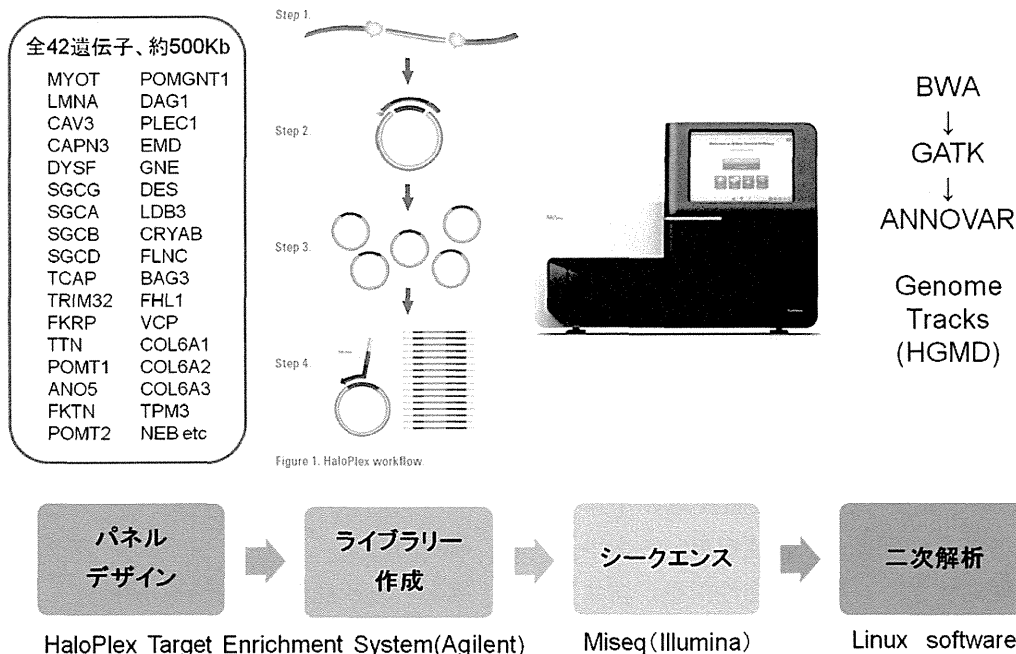 全42遺伝子、約500Kb
MYOT POMGNT1
LMNA DAG1
CAV3 PLEC1
CAPN3 EMD
DYSF GNE
SGCG DES
SGCA LDB3
SGCB CRYAB
SGCD FLNC
TCAP BAG3
TRIM32 FHL1
FKRP VCP
TTN COL6A1
POMT1 COL6A2
ANO5 COL6A3
FKTN TPM3
POMT2 NEB etc
Step 1.
Step 2.
Step 3.
Step 4.
Figure 1. HaloPlex workflow.
BWA
↓
GATK
↓
ANNOVAR
Genome
Tracks
(HGMD)
パネル
デザイン
ライブラリー
作成
シークエンス
二次解析
HaloPlex Target Enrichment System(Agilent)
Miseq(Illumina)
Linux software